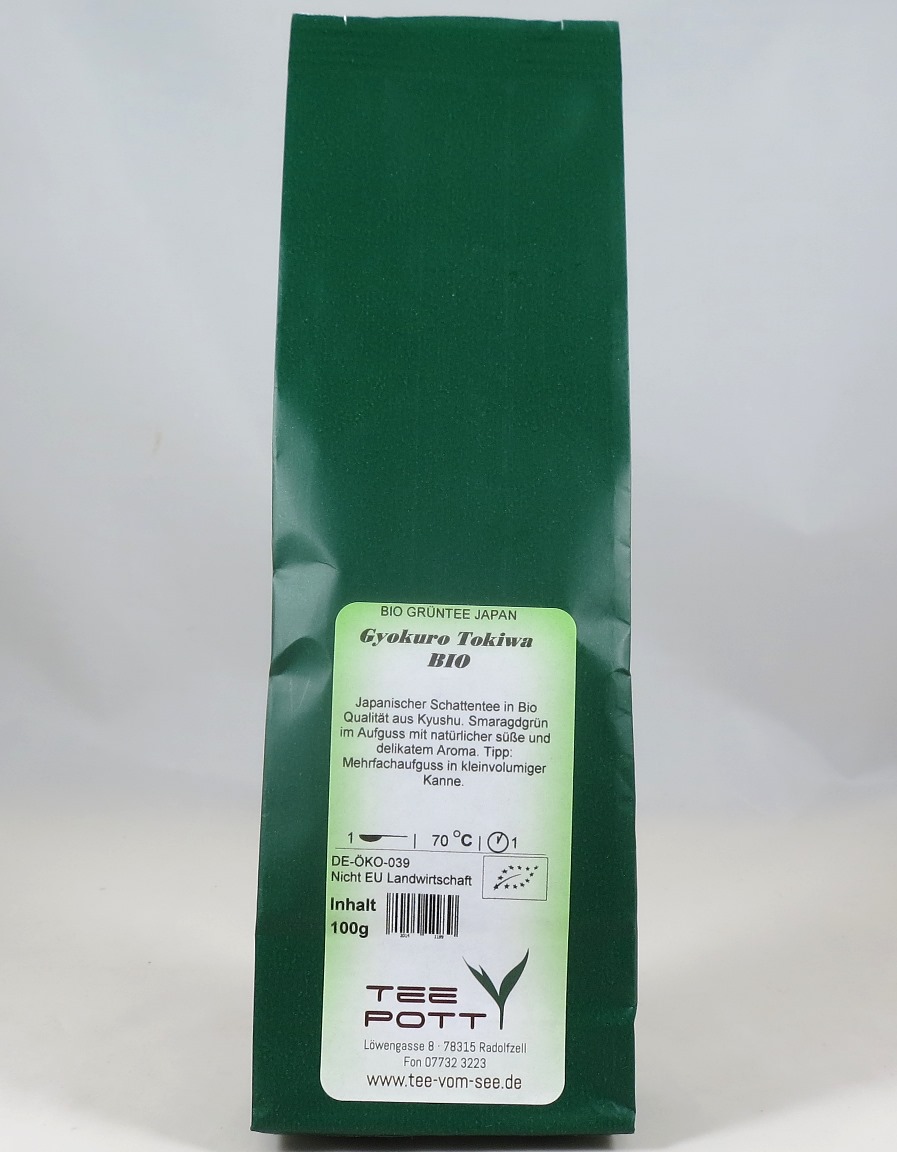 BIO GRÜNTEE JAPAN
Gyokuro Tokiwa
BIO
Japanischer Schattentee in Bio
Qualität aus Kyushu. Smaragdgrün
im Aufguss mit natürlicher süße und
delikatem Aroma. Tipp:
Mehrfachaufguss in kleinvolumiger
Kanne.
1 | 70 °C | 1
DE-ÖKO-039
Nicht EU Landwirtschaft
Inhalt
100g
TEE
POTT
Löwengasse 8 · 78315 Radolfzell
Fon 07732 3223
www.tee-vom-see.de